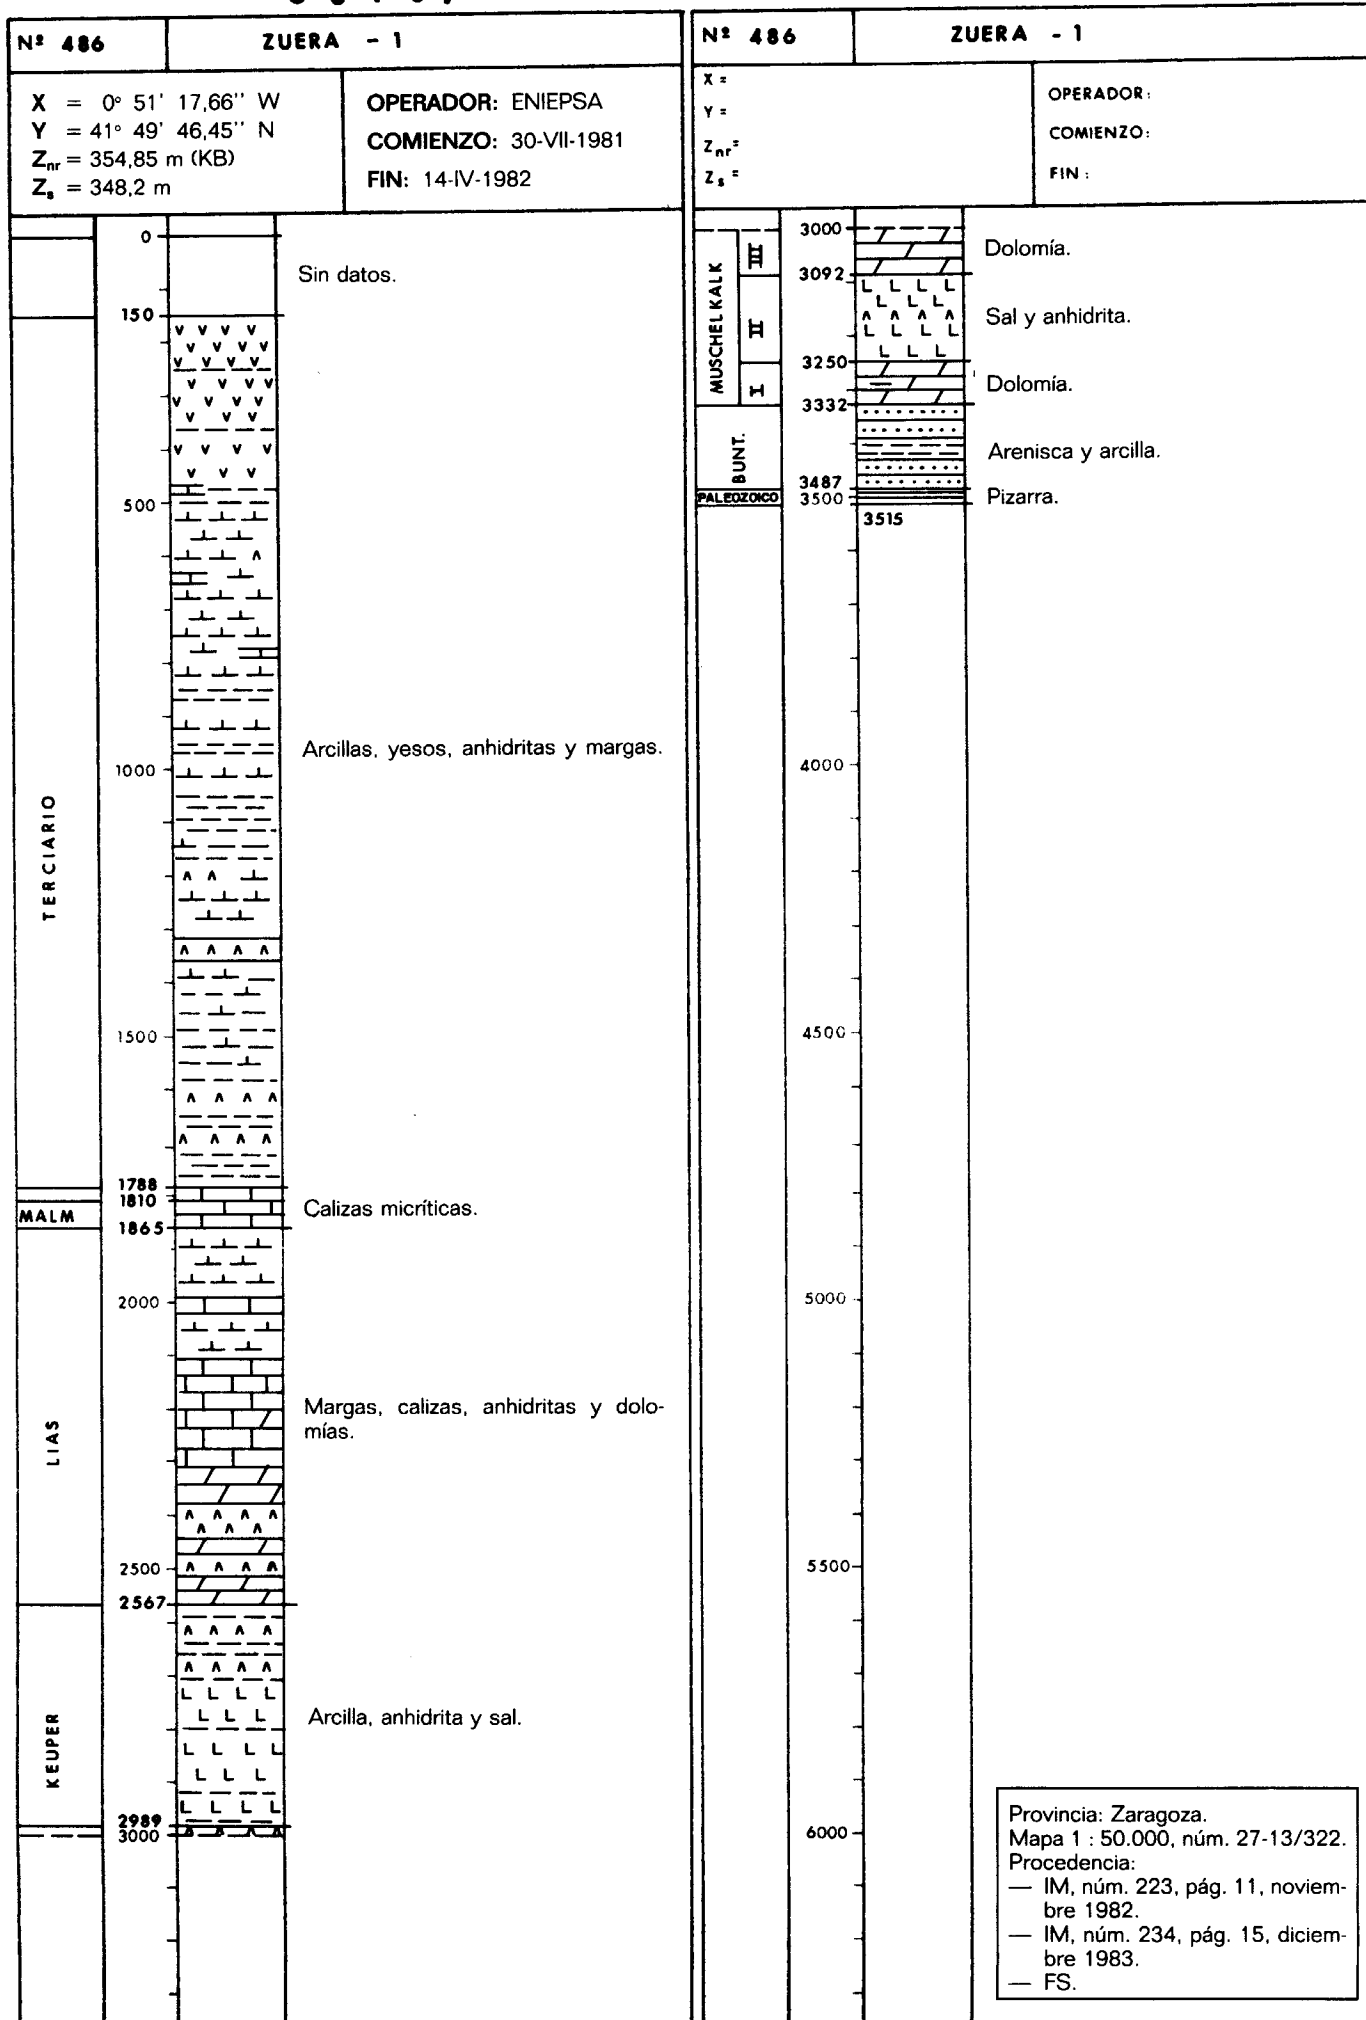 Nº 486
ZUERA - 1
X = 0° 51' 17,66'' W
Y = 41° 49' 46,45'' N
Znr = 354,85 m (KB)
Zs = 348,2 m
OPERADOR: ENIEPSA
COMIENZO: 30-VII-1981
FIN: 14-IV-1982
0
Sin datos.
150
500
Arcillas, yesos, anhidritas y margas.
1000
TERCIARIO
1500
1788
1810
MALM
Calizas micríticas.
1865
2000
Margas, calizas, anhidritas y dolo-
mías.
LIAS
2500
2567
Arcilla, anhidrita y sal.
KEUPER
2989
3000
Nº 486
ZUERA - 1
X =
Y =
Znr=
Zs =
OPERADOR:
COMIENZO:
FIN :
3000
Dolomía.
III
3092
MUSCHELKALK
II
Sal y anhidrita.
3250
I
Dolomía.
3332
BUNT.
Arenisca y arcilla.
3487
PALEOZOICO
3500
Pizarra.
3515
4000
4500
5000
5500
6000
Provincia: Zaragoza.
Mapa 1 : 50.000, núm. 27-13/322.
Procedencia:
— IM, núm. 223, pág. 11, noviem-
bre 1982.
— IM, núm. 234, pág. 15, diciem-
bre 1983.
— FS.